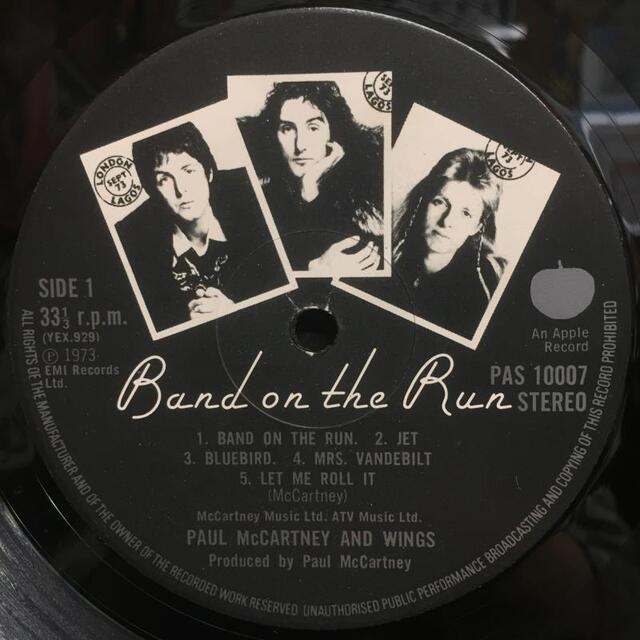 LONDON
SEPT
73
LAGOS
SEPT
73
LAGOS
SEPT
73
LAGOS
SIDE 1
33⅓ r.p.m.
(YEX.929)
℗ 1973
EMI Records
Ltd.
An Apple
Record
PAS 10007
STEREO
Band on the Run
1. BAND ON THE RUN. 2. JET
3. BLUEBIRD. 4. MRS. VANDEBILT
5. LET ME ROLL IT
(McCartney)
McCartney Music Ltd. ATV Music Ltd.
PAUL McCARTNEY AND WINGS
Produced by Paul McCartney
ALL RIGHTS OF THE MANUFACTURER AND OF THE OWNER OF THE RECORDED WORK RESERVED UNAUTHORISED PUBLIC PERFORMANCE BROADCASTING AND COPYING OF THIS RECORD PROHIBITED